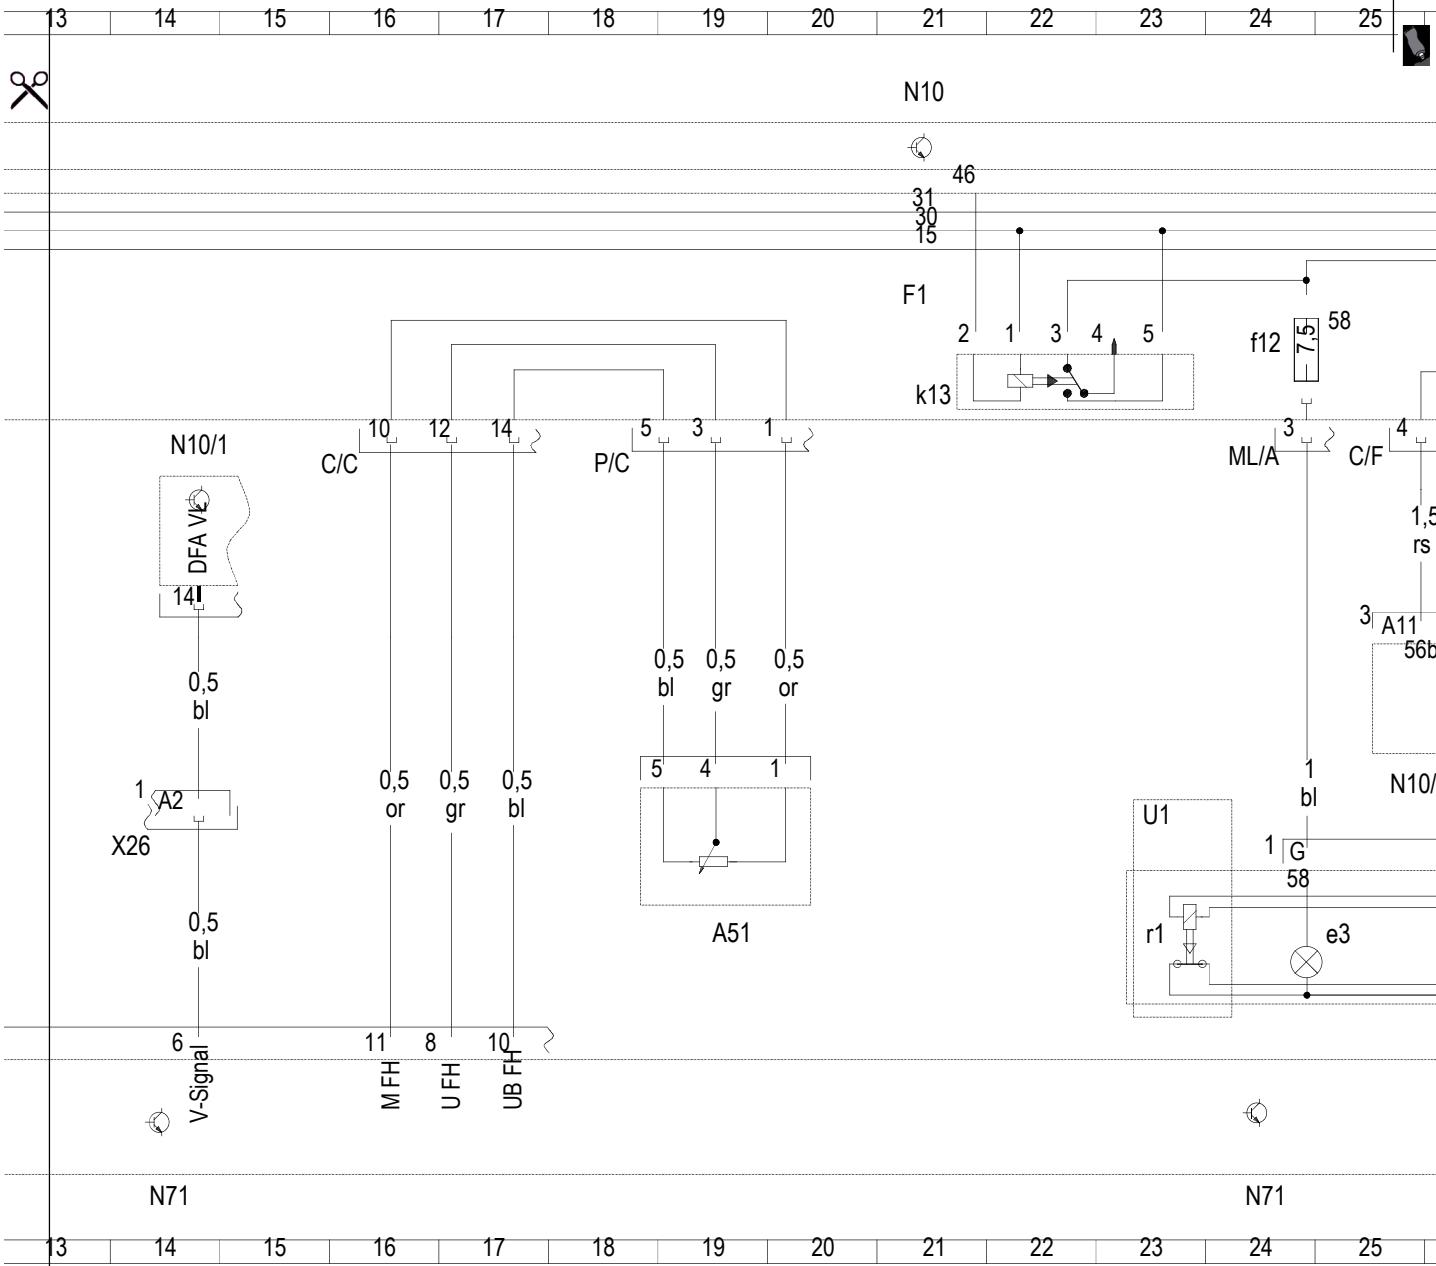 13 14 15 16 17 18 19 20 21 22 23 24 25
N10
46
31
30
15
F1
2 1 3 4 5
f12 7,5 58
k13
10 12 14
C/C
5 3 1
P/C
3
ML/A
4
C/F
N10/1
DFA VL
14
1,5
rs
3 A11
56b
0,5
bl
0,5 0,5 0,5
bl gr or
5 4 1
0,5 0,5 0,5
or gr bl
1
bl
N10/
1 A2
X26
U1
1 G
58
0,5
bl
A51
r1 e3
6 11 8 10
V-Signal
M FH
U FH
UB FH
N71 N71
13 14 15 16 17 18 19 20 21 22 23 24 25